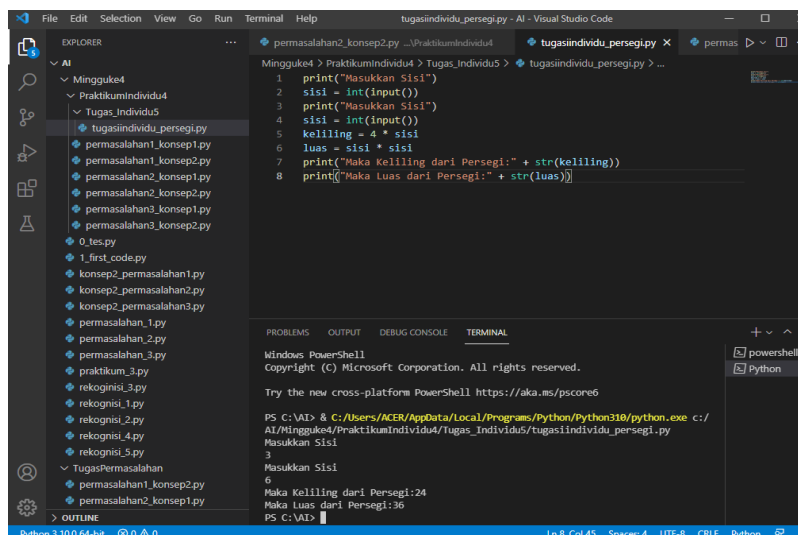 File Edit Selection View Go Run Terminal Help tugasiindividu_persegi.py - AI - Visual Studio Code
5
EXPLORER
AI
Mingguke4
PraktikumIndividu4
Tugas_Individu5
tugasiindividu_persegi.py
permasalahan1_konsep1.py
permasalahan1_konsep2.py
permasalahan2_konsep1.py
permasalahan2_konsep2.py
permasalahan3_konsep1.py
permasalahan3_konsep2.py
0_tes.py
1_first_code.py
konsep2_permasalahan1.py
konsep2_permasalahan2.py
konsep2_permasalahan3.py
permasalahan_1.py
permasalahan_2.py
permasalahan_3.py
praktikum_3.py
rekoginisi_3.py
rekognisi_1.py
rekognisi_2.py
rekognisi_4.py
rekognisi_5.py
TugasPermasalahan
permasalahan1_konsep2.py
permasalahan2_konsep1.py
OUTLINE
permasalahan2_konsep2.py ...\PraktikumIndividu4 tugasiindividu_persegi.py permas
Mingguke4 > PraktikumIndividu4 > Tugas_Individu5 > tugasiindividu_persegi.py > ...
1 print("Masukkan Sisi")
2 sisi = int(input())
3 print("Masukkan Sisi")
4 sisi = int(input())
5 keliling = 4 * sisi
6 luas = sisi * sisi
7 print("Maka Keliling dari Persegi:" + str(keliling))
8 print("Maka Luas dari Persegi:" + str(luas))
PROBLEMS OUTPUT DEBUG CONSOLE TERMINAL
powershell
Python
Windows PowerShell
Copyright (C) Microsoft Corporation. All rights reserved.
Try the new cross-platform PowerShell https://aka.ms/pscore6
PS C:\AI> & C:/Users/ACER/AppData/Local/Programs/Python/Python310/python.exe c:/
AI/Mingguke4/PraktikumIndividu4/Tugas_Individu5/tugasiindividu_persegi.py
Masukkan Sisi
3
Masukkan Sisi
6
Maka Keliling dari Persegi:24
Maka Luas dari Persegi:36
PS C:\AI>
Python 3.10.0 64-bit 0 0 Ln 8, Col 45 Spaces: 4 UTF-8 CRLF Python